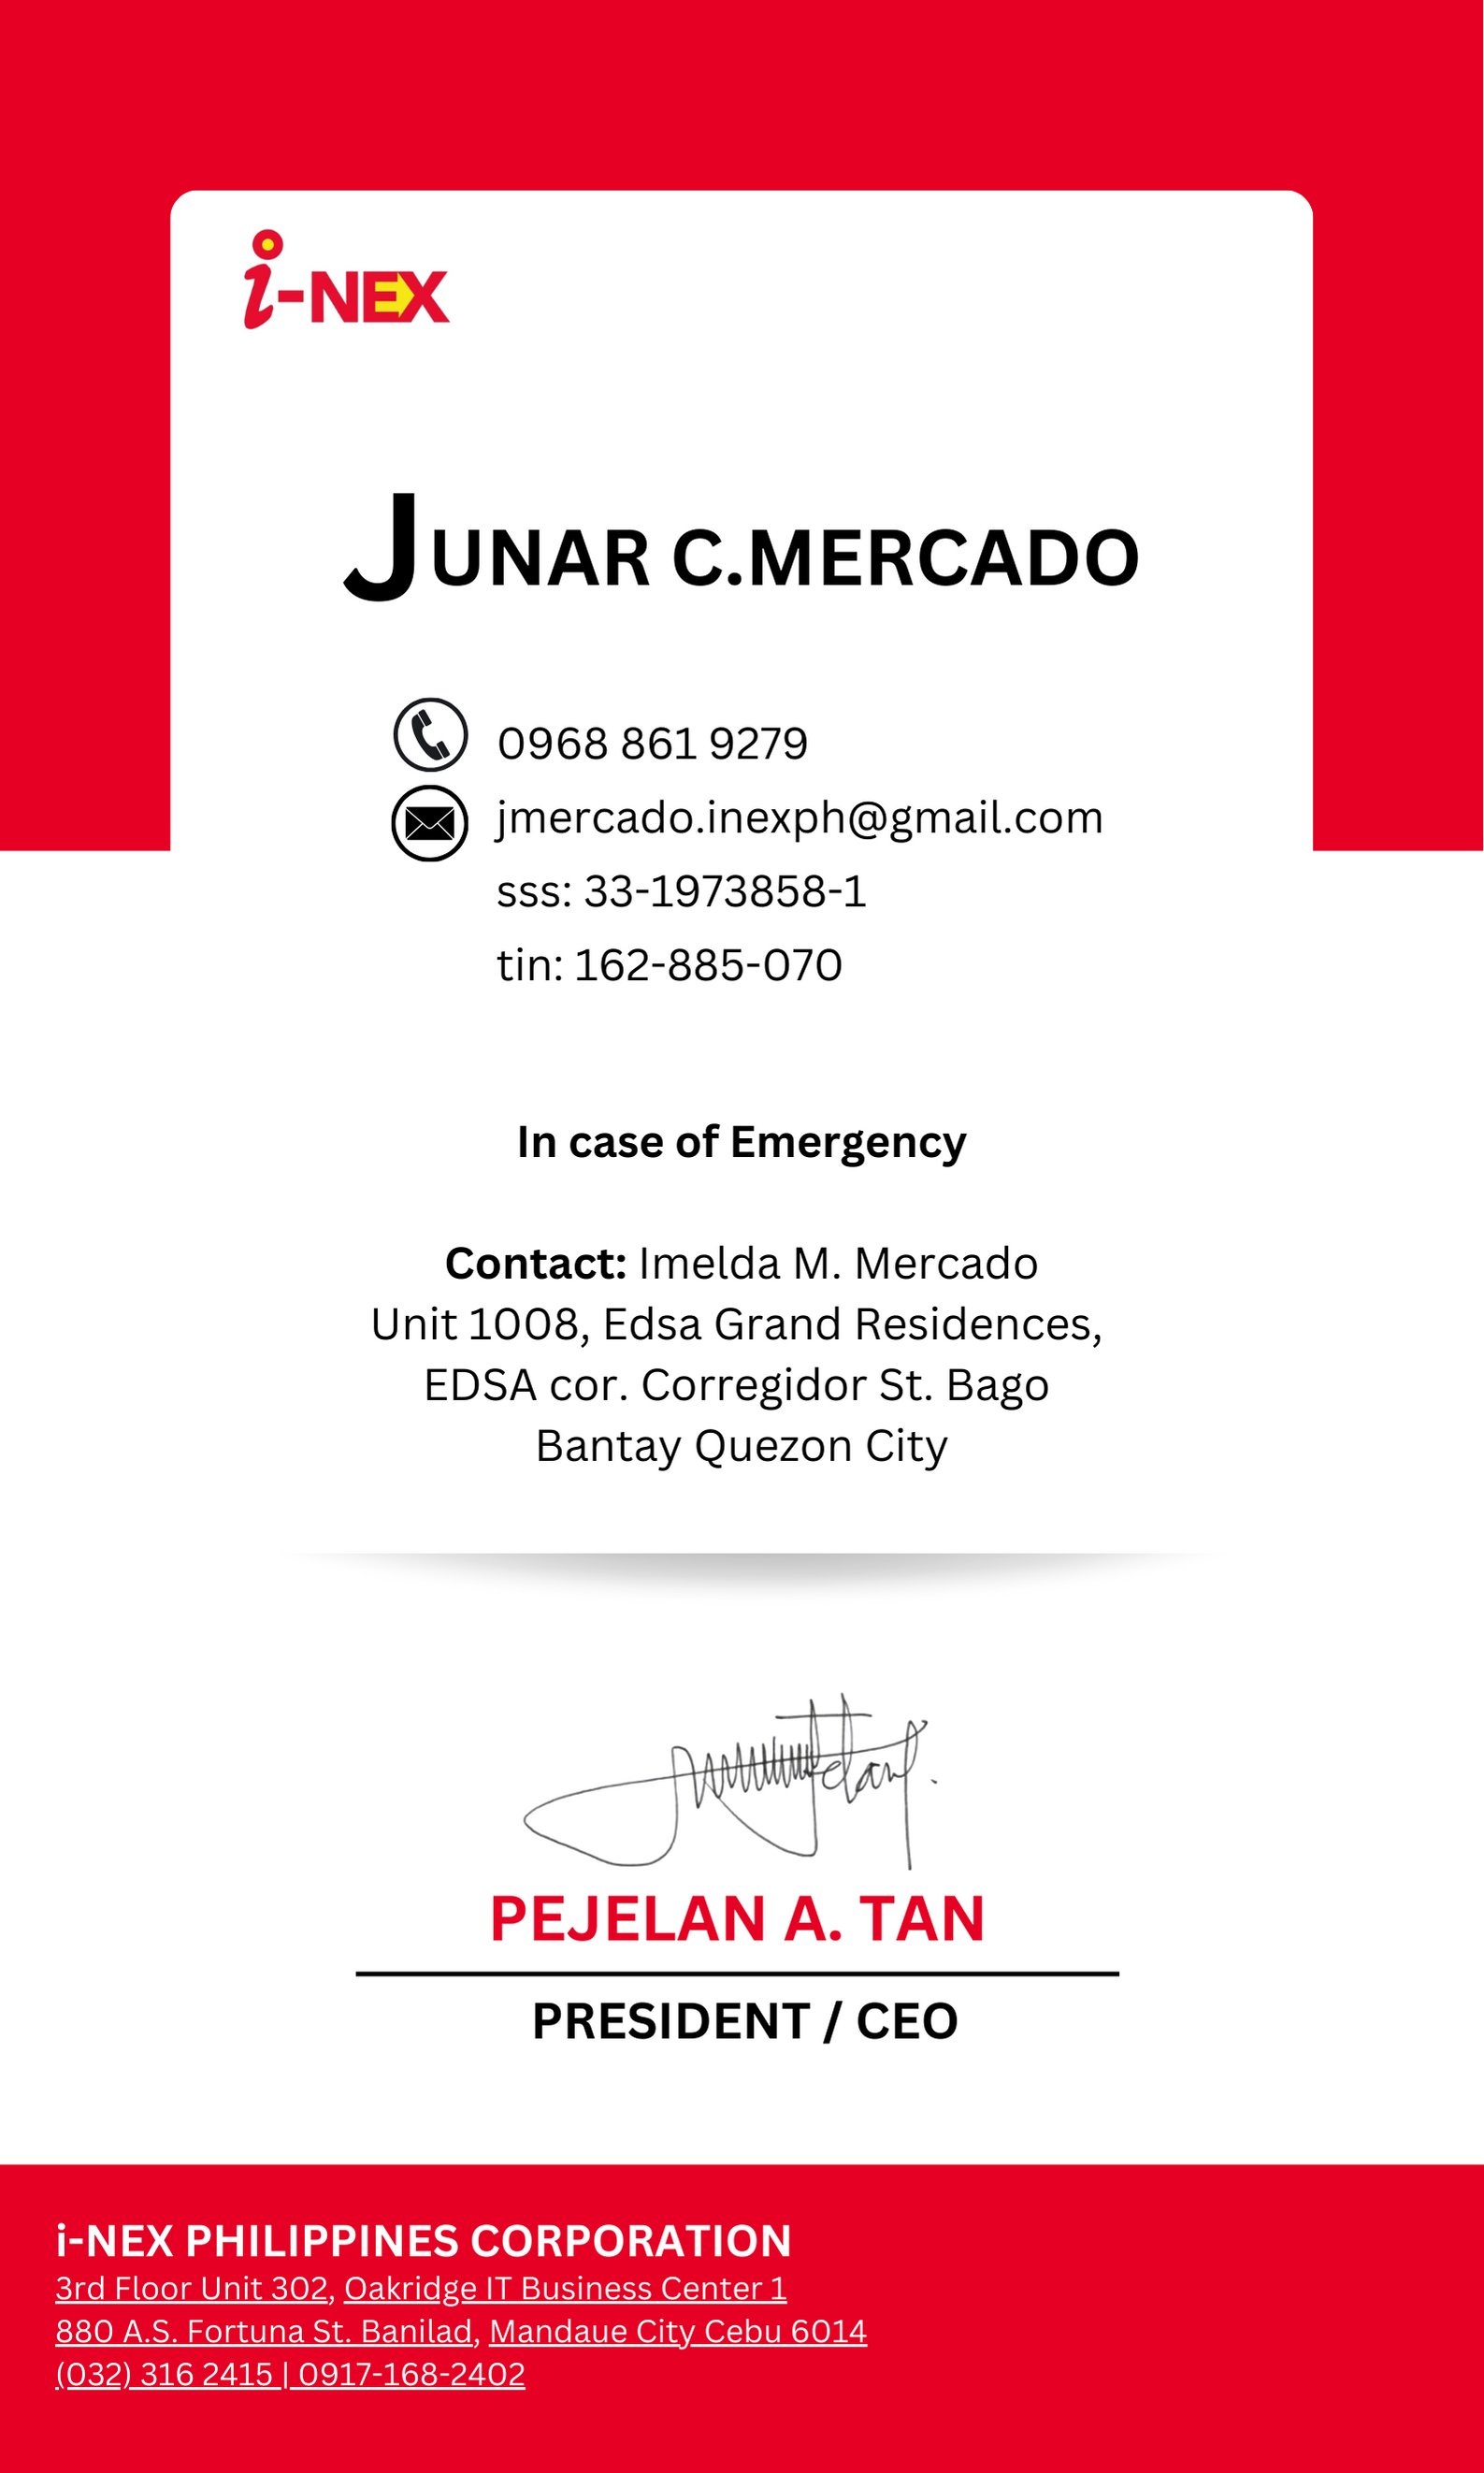 i-NEX
JUNAR C.MERCADO
0968 861 9279
jmercado.inexph@gmail.com
sss: 33-1973858-1
tin: 162-885-070
In case of Emergency
Contact: Imelda M. Mercado
Unit 1008, Edsa Grand Residences,
EDSA cor. Corregidor St. Bago
Bantay Quezon City
PEJELAN A. TAN
PRESIDENT / CEO
i-NEX PHILIPPINES CORPORATION
3rd Floor Unit 302, Oakridge IT Business Center 1
880 A.S. Fortuna St. Banilad, Mandaue City Cebu 6014
(032) 316 2415 | 0917-168-2402